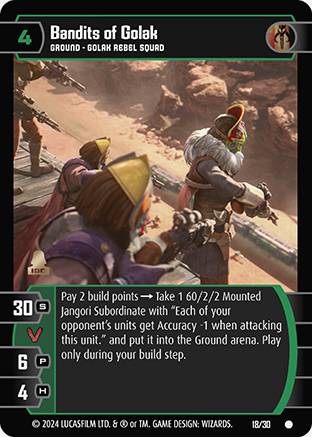 4
Bandits of Golak
GROUND - GOLAK REBEL SQUAD
IDC
30 S
6 P
4 H
Pay 2 build points → Take 1 60/2/2 Mounted
Jangori Subordinate with “Each of your
opponent's units get Accuracy -1 when attacking
this unit.” and put it into the Ground arena. Play
only during your build step.
© 2024 LUCASFILM LTD. & ® or TM. GAME DESIGN: WIZARDS. 18/30